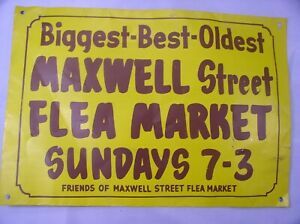 Biggest-Best-Oldest
MAXWELL Street
FLEA MARKET
SUNDAYS 7-3
FRIENDS OF MAXWELL STREET FLEA MARKET